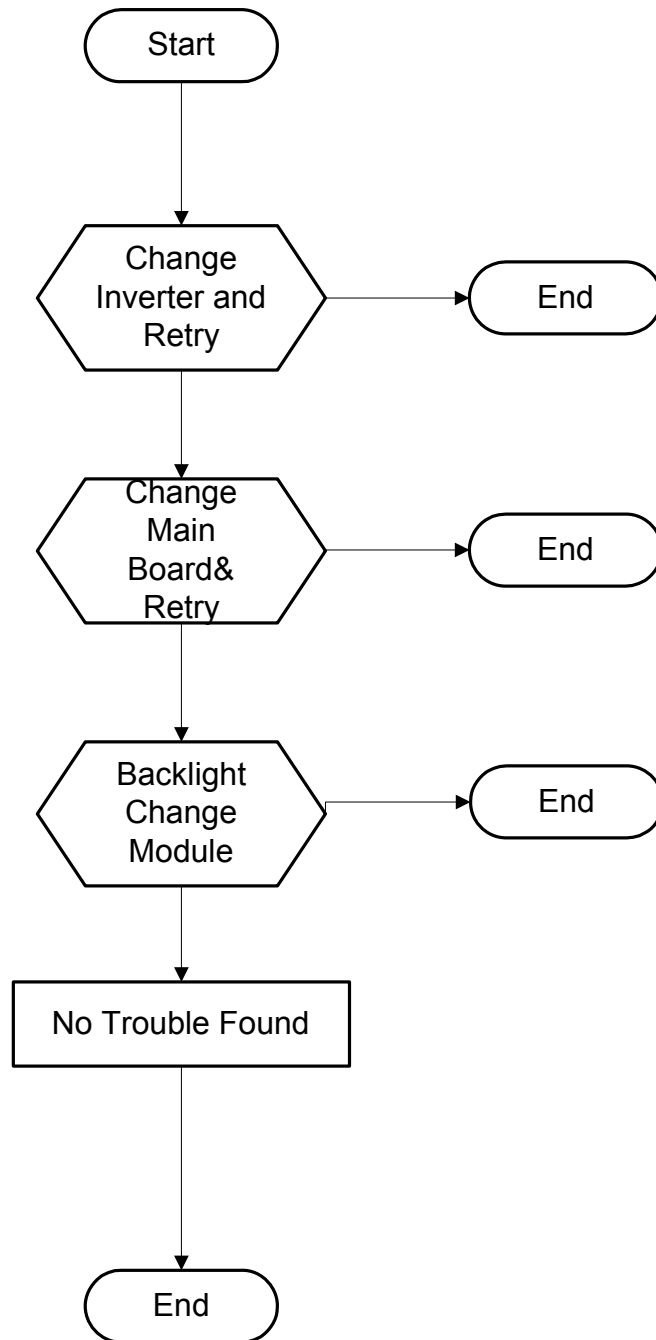 Start
Change
Inverter and
Retry
End
Change
Main
Board&
Retry
End
Backlight
Change
Module
End
No Trouble Found
End